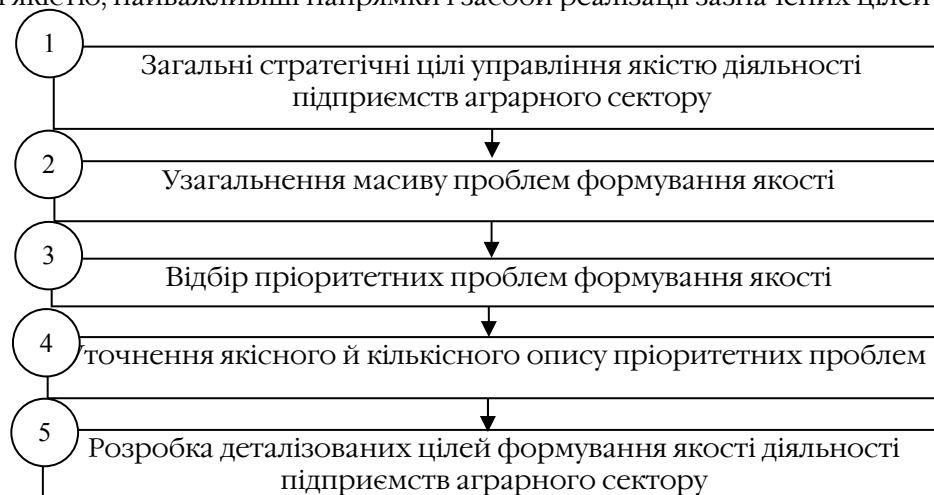 якістю, найважливіші напрямки і засоби реалізації зазначених цілей
1
Загальні стратегічні цілі управління якістю діяльності
підприємств аграрного сектору
2
Узагальнення масиву проблем формування якості
3
Відбір пріоритетних проблем формування якості
4
Уточнення якісного й кількісного опису пріоритетних проблем
5
Розробка деталізованих цілей формування якості діяльності
підприємств аграрного сектору